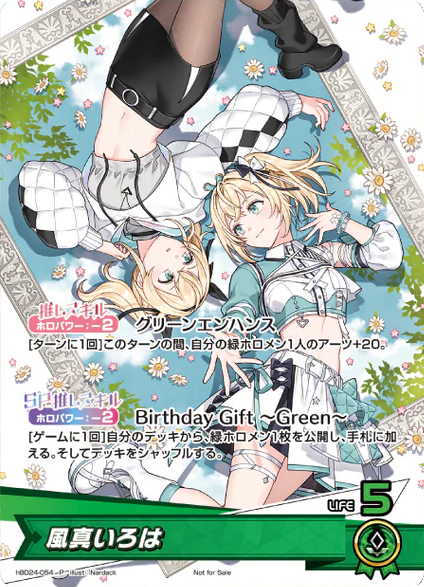 推しスキル
ホロパワー：-2
グリーンエンハンス
[ターンに1回]このターンの間、自分の緑ホロメン1人のアーツ+20。
SP推しスキル
ホロパワー：-2
Birthday Gift ～Green～
[ゲームに1回]自分のデッキから、緑ホロメン1枚を公開し、手札に加
える。そしてデッキをシャッフルする。
LIFE 5
風真いろは
hBD24-054 P illust：Nardack Not for Sale